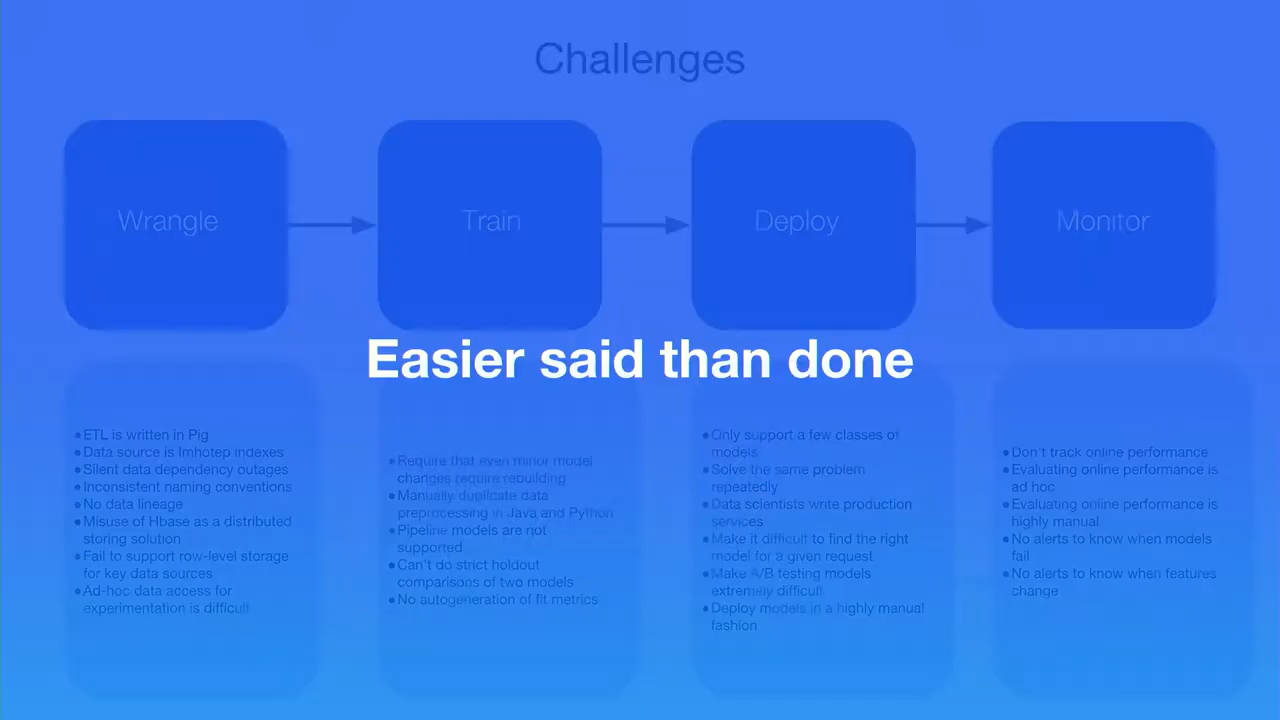 Challenges
Wrangle
Train
Deploy
Monitor
Easier said than done
•ETL is written in Pig
•Data source is Imhotep indexes
•Silent data dependency outages
•Inconsistent naming conventions
•No data lineage
•Misuse of Hbase as a distributed
storing solution
•Fail to support row-level storage
for key data sources
•Ad-hoc data access for
experimentation is difficult
•Require that even minor model
changes require rebuilding
•Manually duplicate data
preprocessing in Java and Python
•Pipeline models are not
supported
•Can't do strict holdout
comparisons of two models
•No autogeneration of fit metrics
•Only support a few classes of
models
•Solve the same problem
repeatedly
•Data scientists write production
services
•Make it difficult to find the right
model for a given request
•Make A/B testing models
extremely difficult
•Deploy models in a highly manual
fashion
•Don't track online performance
•Evaluating online performance is
ad hoc
•Evaluating online performance is
highly manual
•No alerts to know when models
fail
•No alerts to know when features
change